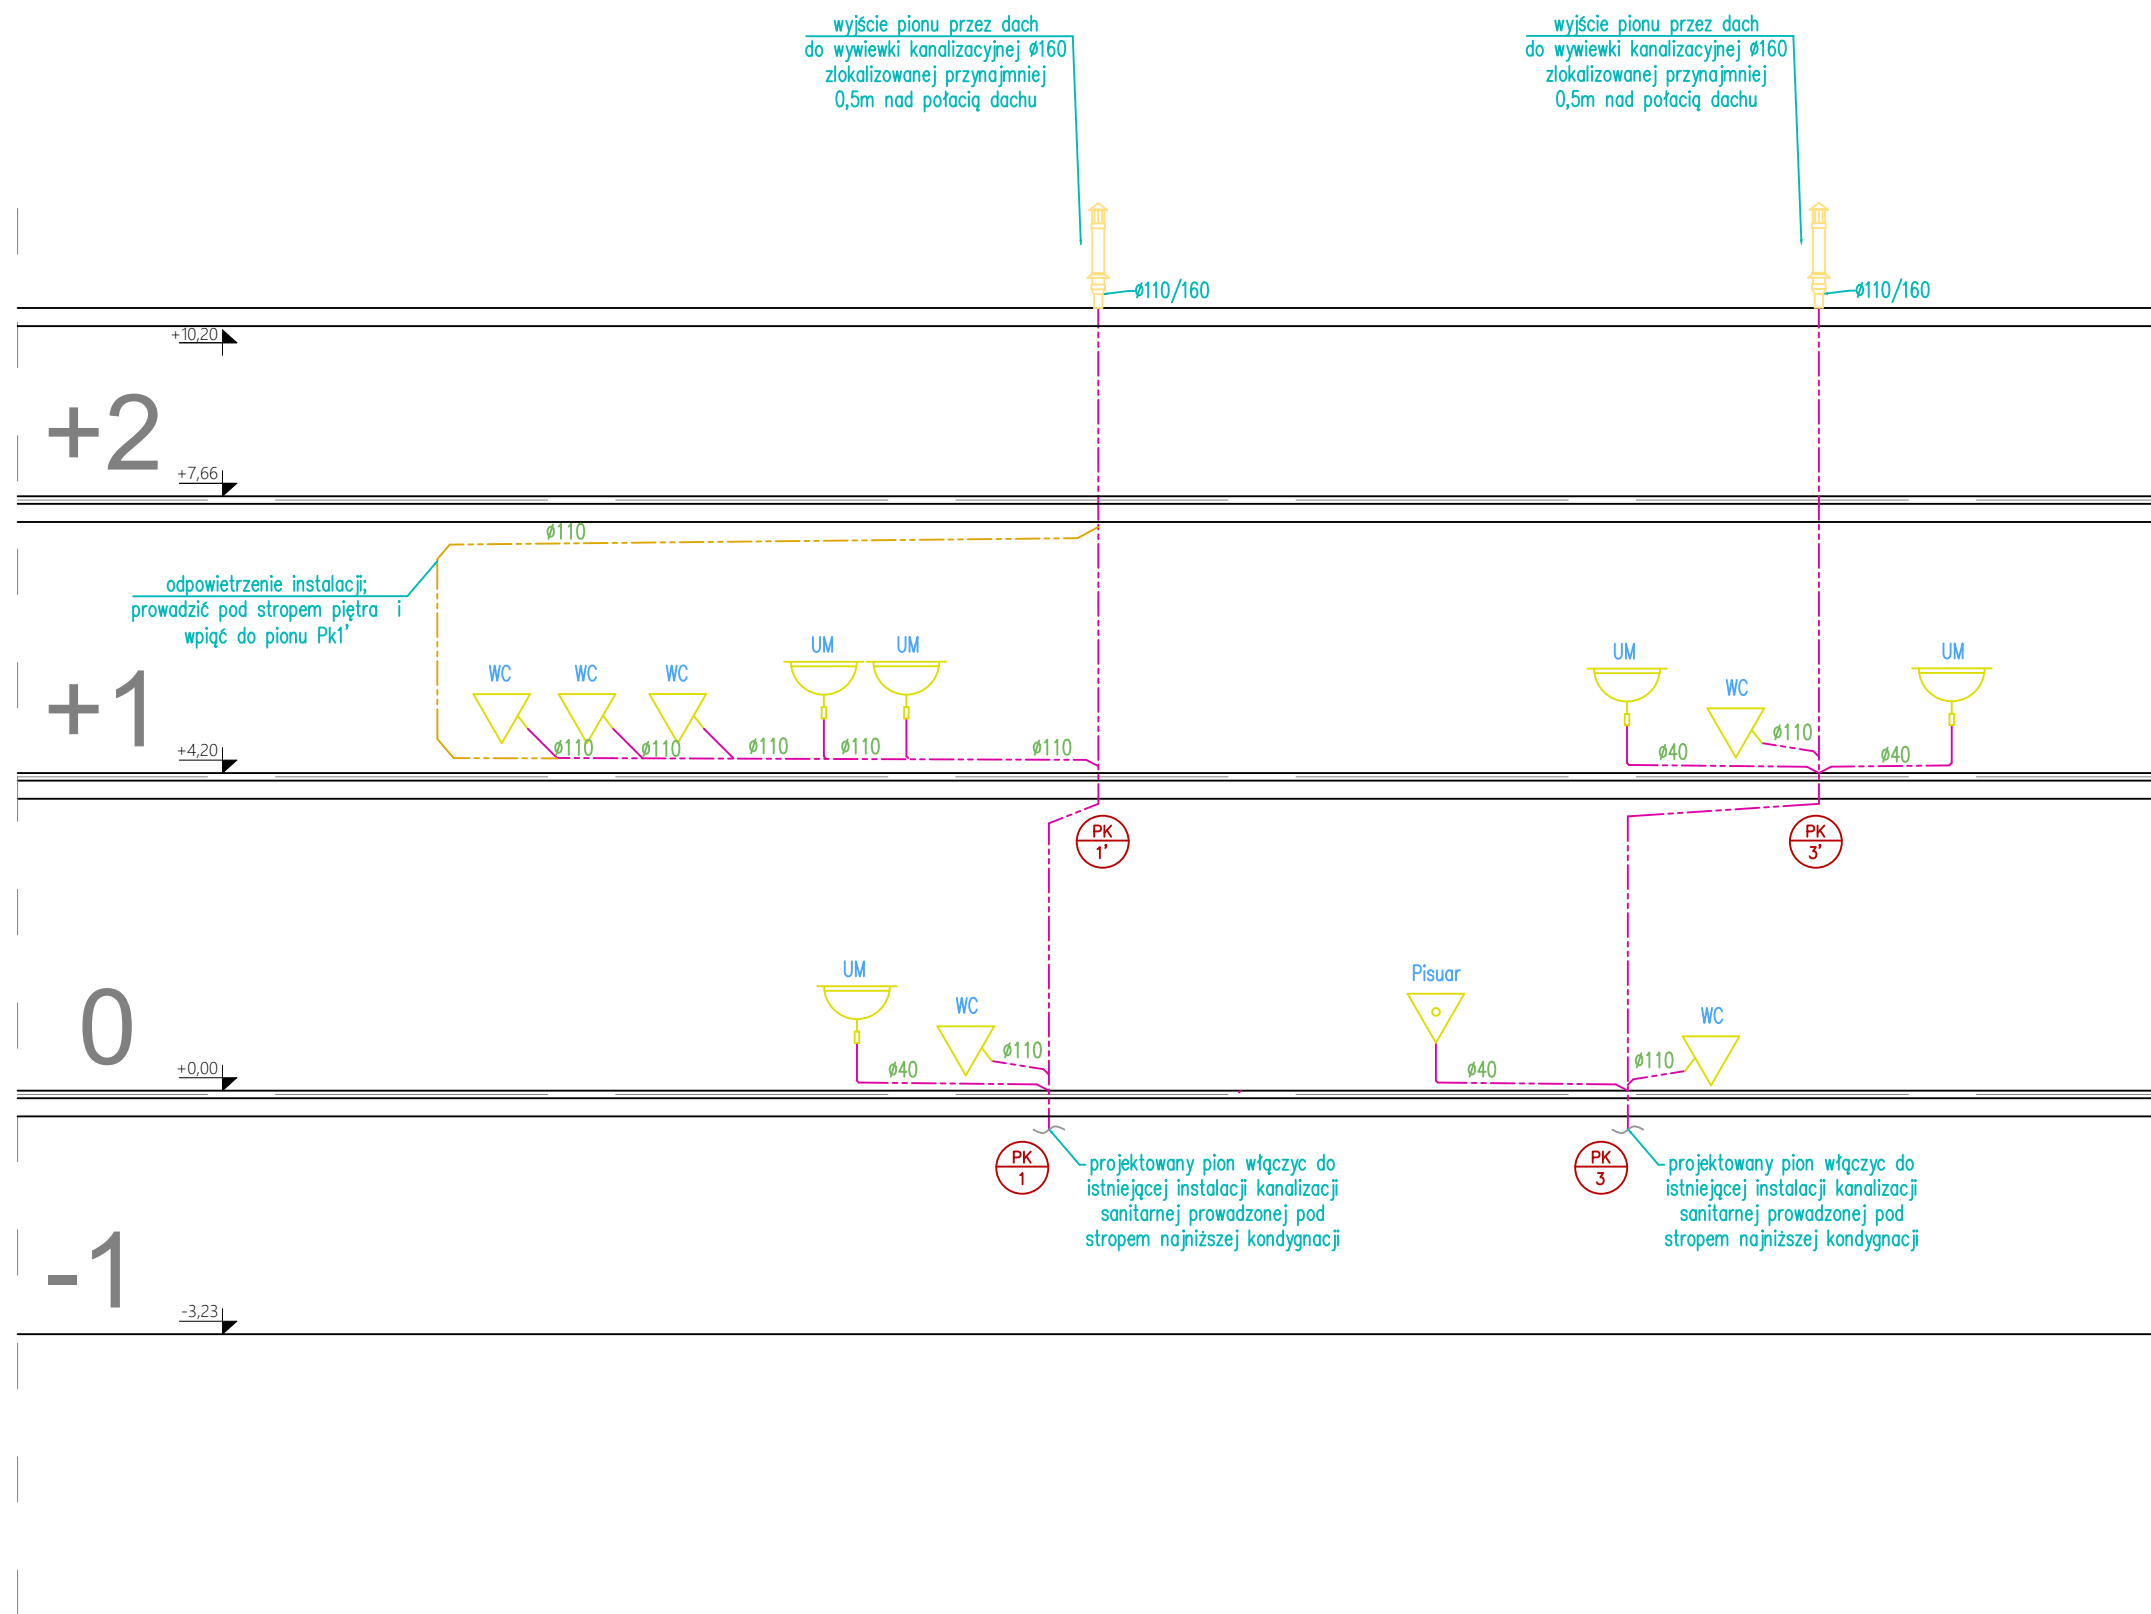 wyjście pionu przez dach
do wywiewki kanalizacyjnej ø160
zlokalizowanej przynajmniej
0,5m nad połacią dachu
wyjście pionu przez dach
do wywiewki kanalizacyjnej ø160
zlokalizowanej przynajmniej
0,5m nad połacią dachu
ø110/160
ø110/160
+10,20
+2
+7,66
ø110
odpowietrzenie instalacji;
prowadzić pod stropem piętra i
wpiąć do pionu Pk1'
WC
WC
WC
UM
UM
UM
WC
UM
+1
+4,20
ø110
ø110
ø110
ø110
ø110
ø40
ø110
ø40
PK
1'
PK
3'
UM
WC
Pisuar
WC
0
+0,00
ø40
ø110
ø40
ø110
PK
1
projektowany pion włączyc do
istniejącej instalacji kanalizacji
sanitarnej prowadzonej pod
stropem najniższej kondygnacji
PK
3
projektowany pion włączyc do
istniejącej instalacji kanalizacji
sanitarnej prowadzonej pod
stropem najniższej kondygnacji
-1
-3,23